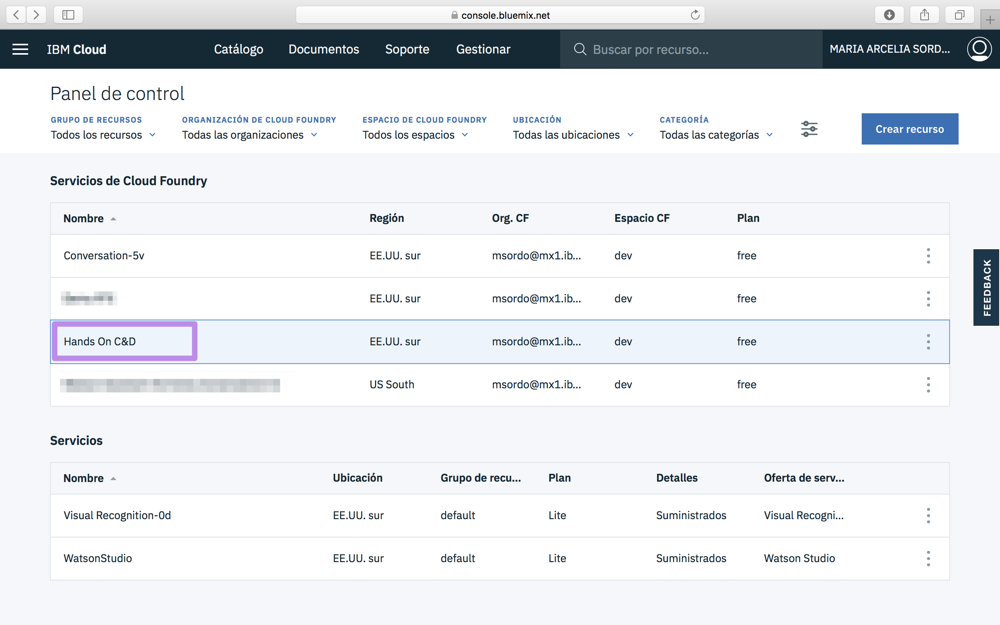 console.bluemix.net
IBM Cloud Catálogo Documentos Soporte Gestionar Buscar por recurso... MARIA ARCELIA SORD...
Panel de control
GRUPO DE RECURSOS ORGANIZACIÓN DE CLOUD FOUNDRY ESPACIO DE CLOUD FOUNDRY UBICACIÓN CATEGORÍA
Todos los recursos Todas las organizaciones Todos los espacios Todas las ubicaciones Todas las categorías
Crear recurso
Servicios de Cloud Foundry
Nombre Región Org. CF Espacio CF Plan
Conversation-5v EE.UU. sur msordo@mx1.ib... dev free
EE.UU. sur msordo@mx1.ib... dev free
Hands On C&D EE.UU. sur msordo@mx1.ib... dev free
US South msordo@mx1.ib... dev free
FEEDBACK
Servicios
Nombre Ubicación Grupo de recu... Plan Detalles Oferta de serv...
Visual Recognition-0d EE.UU. sur default Lite Suministrados Visual Recogni...
WatsonStudio EE.UU. sur default Lite Suministrados Watson Studio